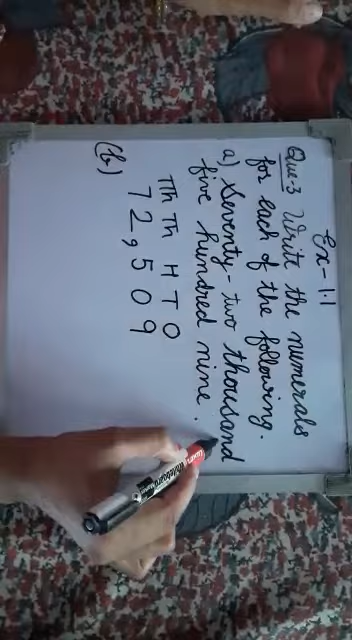 Ex-1.1
Que.3 Write the numerals
for each of the following.
a) Seventy-two thousand
five hundred nine.
TTh Th H T O
7 2, 5 0 9
(b)